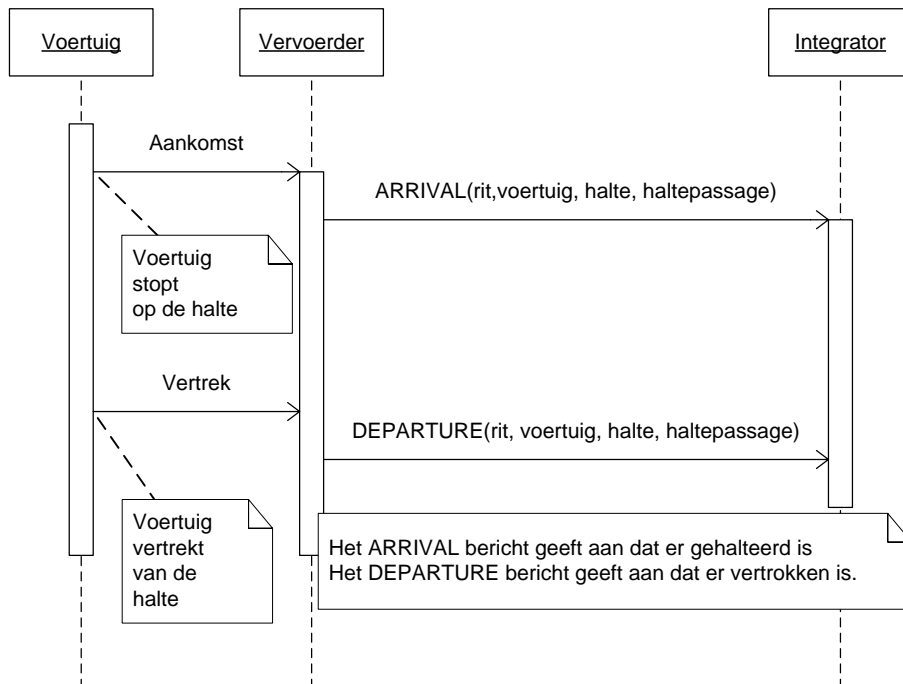 Voertuig
Vervoerder
Integrator
Aankomst
ARRIVAL(rit,voertuig, halte, haltepassage)
Voertuig
stopt
op de halte
Vertrek
DEPARTURE(rit, voertuig, halte, haltepassage)
Voertuig
vertrekt
van de
halte
Het ARRIVAL bericht geeft aan dat er gehalteerd is
Het DEPARTURE bericht geeft aan dat er vertrokken is.